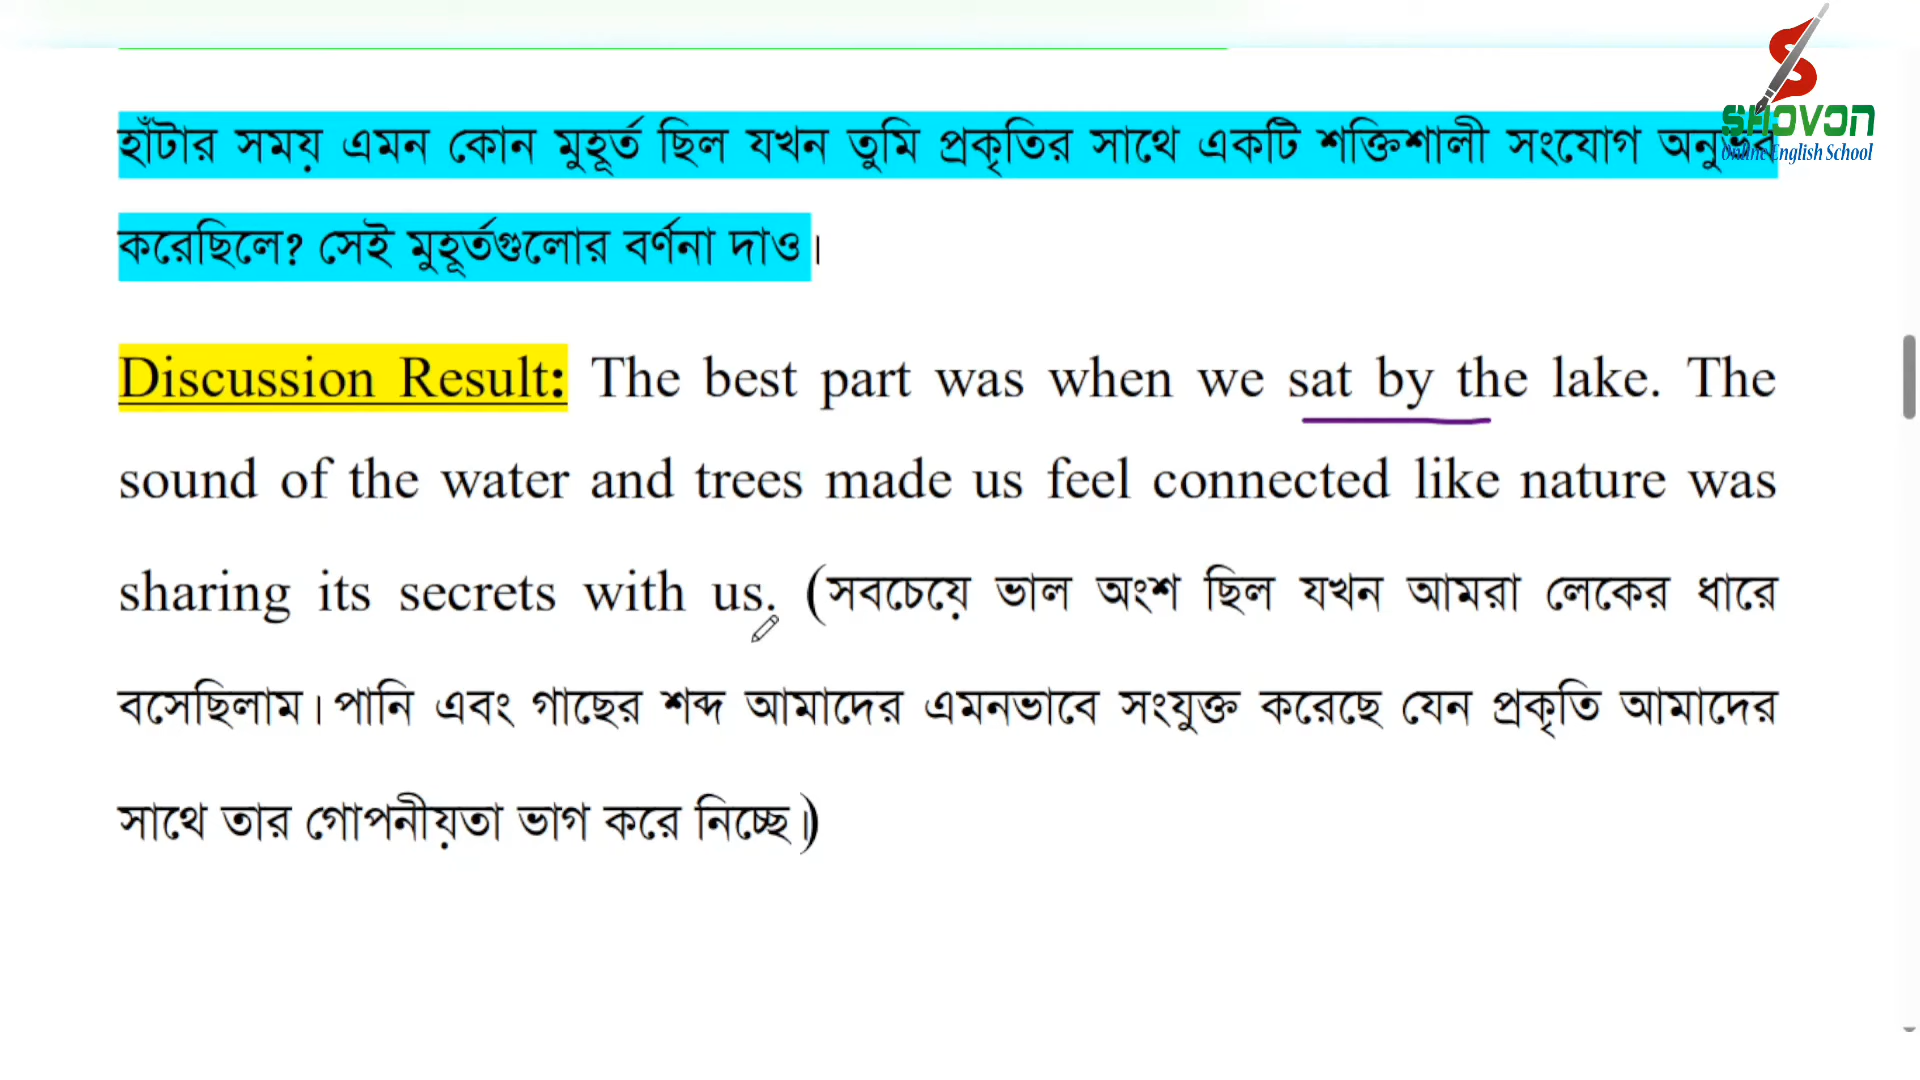 SHOVON
Online English School
হাঁটার সময় এমন কোন মুহূর্ত ছিল যখন তুমি প্রকৃতির সাথে একটি শক্তিশালী সংযোগ অনুভব
করেছিলে? সেই মুহূর্তগুলোর বর্ণনা দাও।
Discussion Result: The best part was when we sat by the lake. The
sound of the water and trees made us feel connected like nature was
sharing its secrets with us. (সবচেয়ে ভাল অংশ ছিল যখন আমরা লেকের ধারে
বসেছিলাম। পানি এবং গাছের শব্দ আমাদের এমনভাবে সংযুক্ত করেছে যেন প্রকৃতি আমাদের
সাথে তার গোপনীয়তা ভাগ করে নিচ্ছে।)